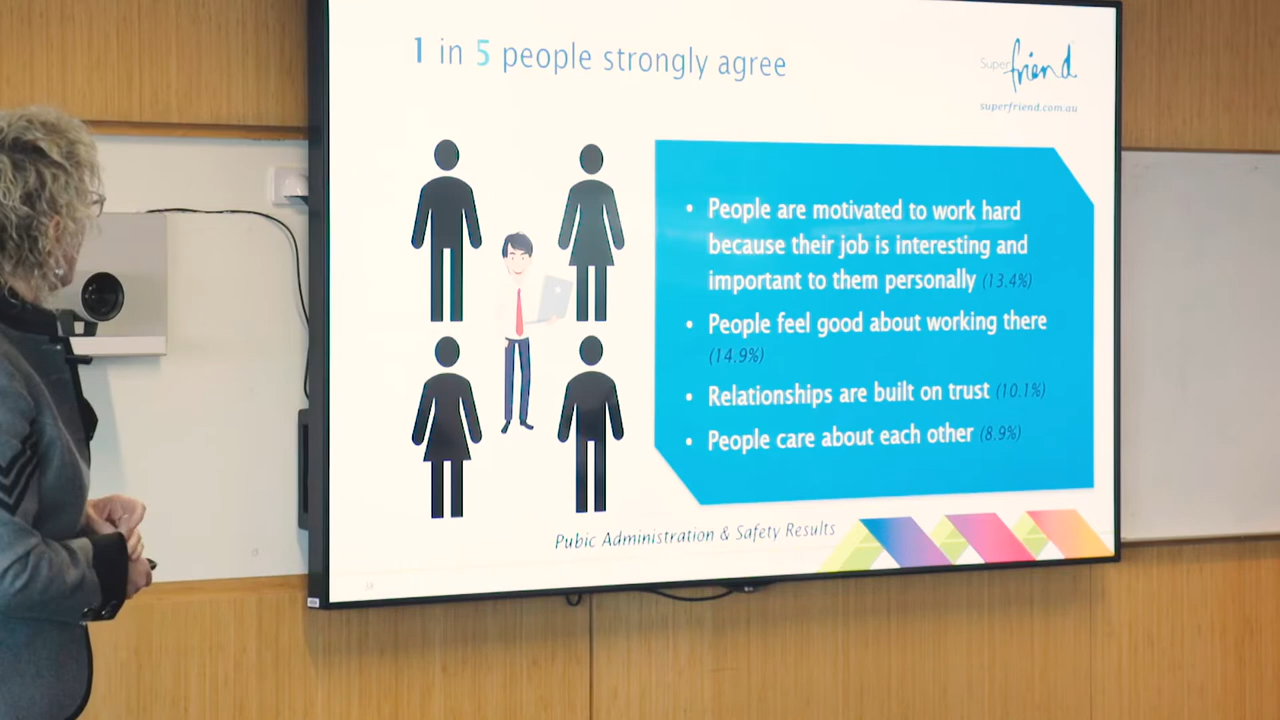 1 in 5 people strongly agree
Super friend
superfriend.com.au
• People are motivated to work hard
because their job is interesting and
important to them personally (13.4%)
• People feel good about working there
(14.9%)
• Relationships are built on trust (10.1%)
• People care about each other (8.9%)
Pubic Administration & Safety Results
38